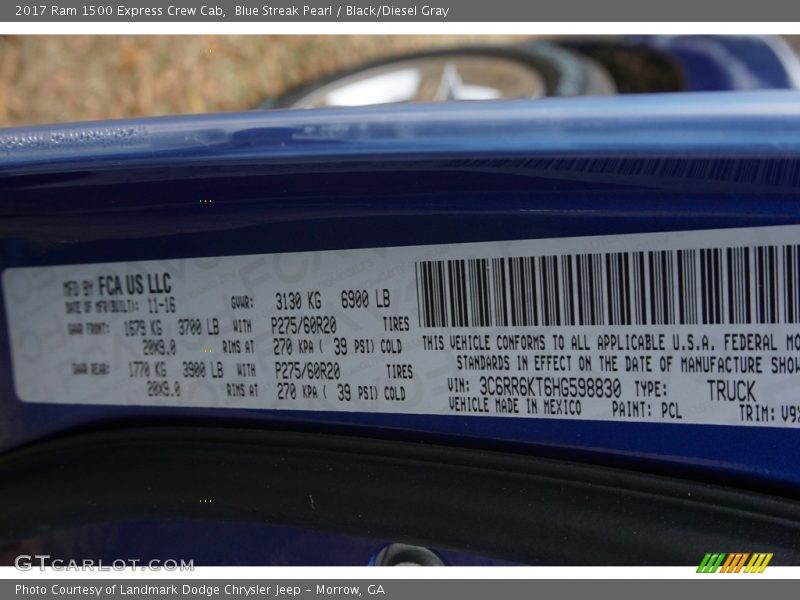 2017 Ram 1500 Express Crew Cab, Blue Streak Pearl / Black/Diesel Gray
MFD BY FCA US LLC
DATE OF MFR(BUILT): 11-16 GVWR: 3130 KG 6900 LB
GAWR FRONT: 1679 KG 3700 LB WITH P275/60R20 TIRES
20X9.0 RIMS AT 270 KPA ( 39 PSI) COLD
GAWR REAR: 1770 KG 3900 LB WITH P275/60R20 TIRES
20X9.0 RIMS AT 270 KPA ( 39 PSI) COLD
THIS VEHICLE CONFORMS TO ALL APPLICABLE U.S.A. FEDERAL MO
STANDARDS IN EFFECT ON THE DATE OF MANUFACTURE SHOW
VIN: 3C6RR6KT6HG598830 TYPE: TRUCK
VEHICLE MADE IN MEXICO PAINT: PCL TRIM: V9X
GTCARLOT.COM
Photo Courtesy of Landmark Dodge Chrysler Jeep – Morrow, GA